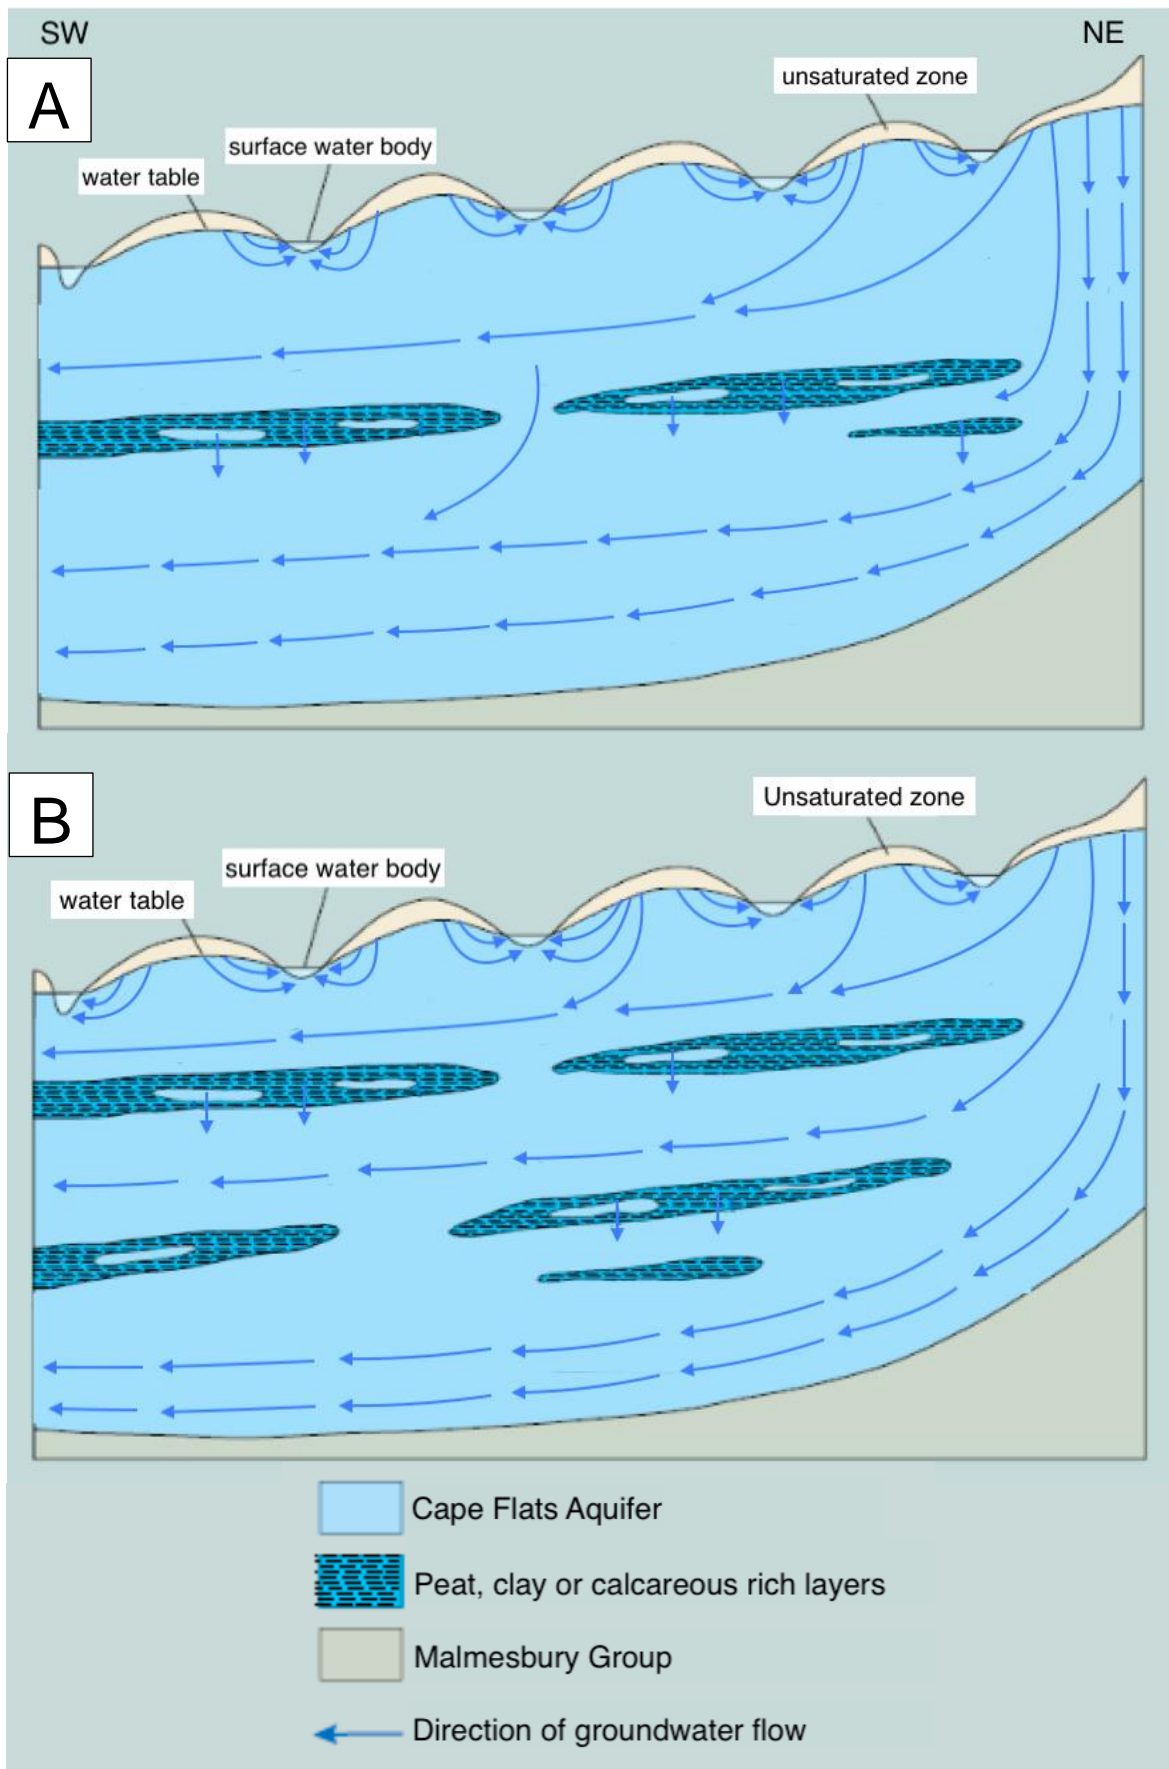 SW
NE
A
unsaturated zone
surface water body
water table
B
Unsaturated zone
surface water body
water table
Cape Flats Aquifer
Peat, clay or calcareous rich layers
Malmesbury Group
Direction of groundwater flow